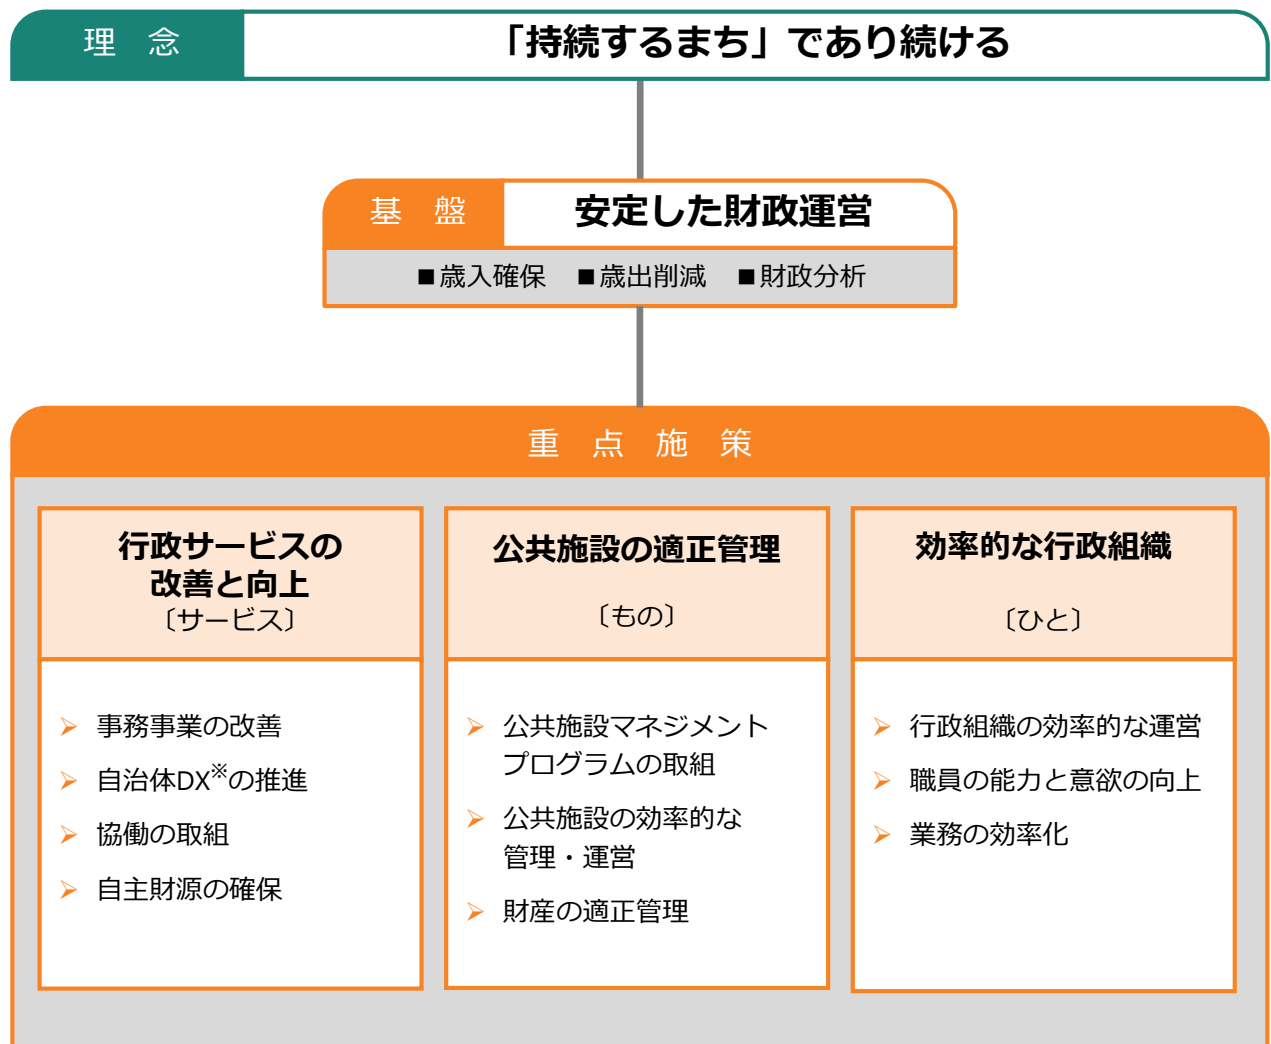 理　念
「持続するまち」であり続ける
基　盤
安定した財政運営
■歳入確保　■歳出削減　■財政分析
重　点　施　策
行政サービスの
改善と向上
〔サービス〕
➢ 事務事業の改善
➢ 自治体DX※の推進
➢ 協働の取組
➢ 自主財源の確保
公共施設の適正管理
〔もの〕
➢ 公共施設マネジメント
プログラムの取組
➢ 公共施設の効率的な
管理・運営
➢ 財産の適正管理
効率的な行政組織
〔ひと〕
➢ 行政組織の効率的な運営
➢ 職員の能力と意欲の向上
➢ 業務の効率化